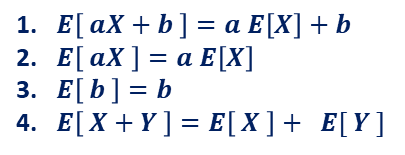 1. E[ aX + b ] = a E[X] + b
2. E[ aX ] = a E[X]
3. E[ b ] = b
4. E[ X + Y ] = E[ X ] + E[ Y ]